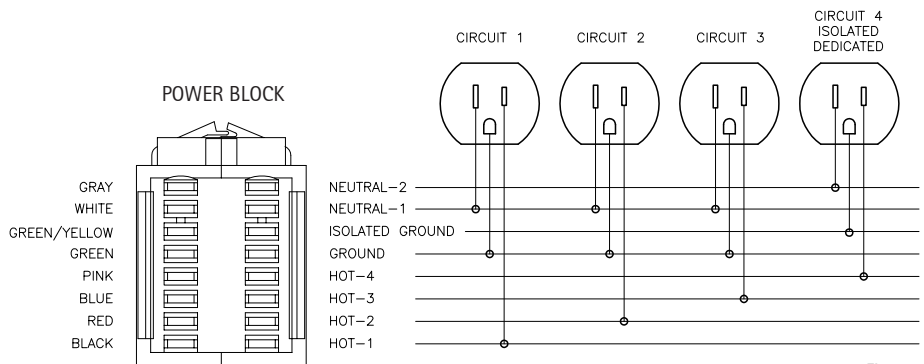 CIRCUIT 1
CIRCUIT 2
CIRCUIT 3
CIRCUIT 4
ISOLATED
DEDICATED
POWER BLOCK
GRAY
WHITE
GREEN/YELLOW
GREEN
PINK
BLUE
RED
BLACK
NEUTRAL-2
NEUTRAL-1
ISOLATED GROUND
GROUND
HOT-4
HOT-3
HOT-2
HOT-1